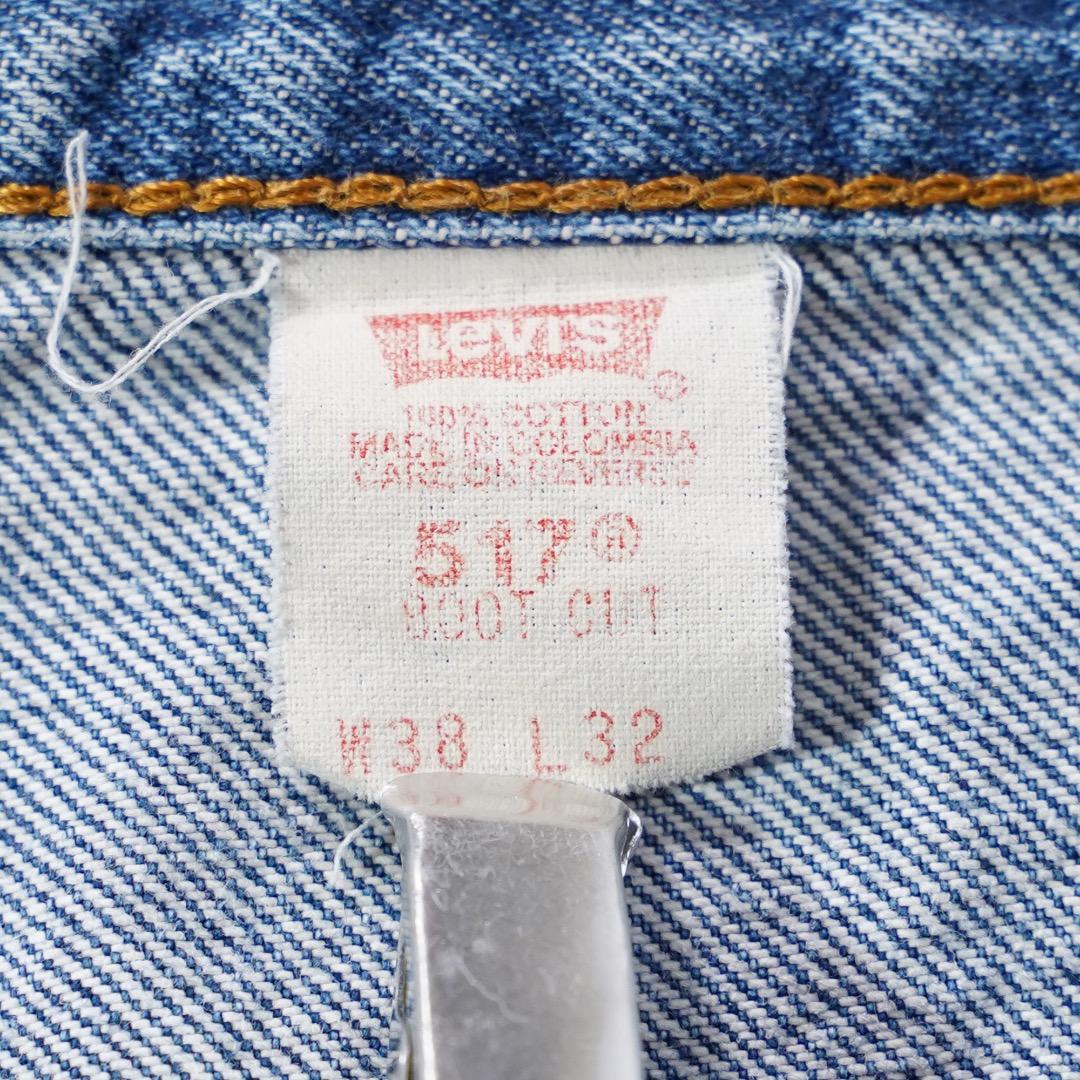 Levi's ®
100% COTTON
MADE IN COLOMBIA
CARE ON REVERSE
517®
BOOT CUT
W38 L32